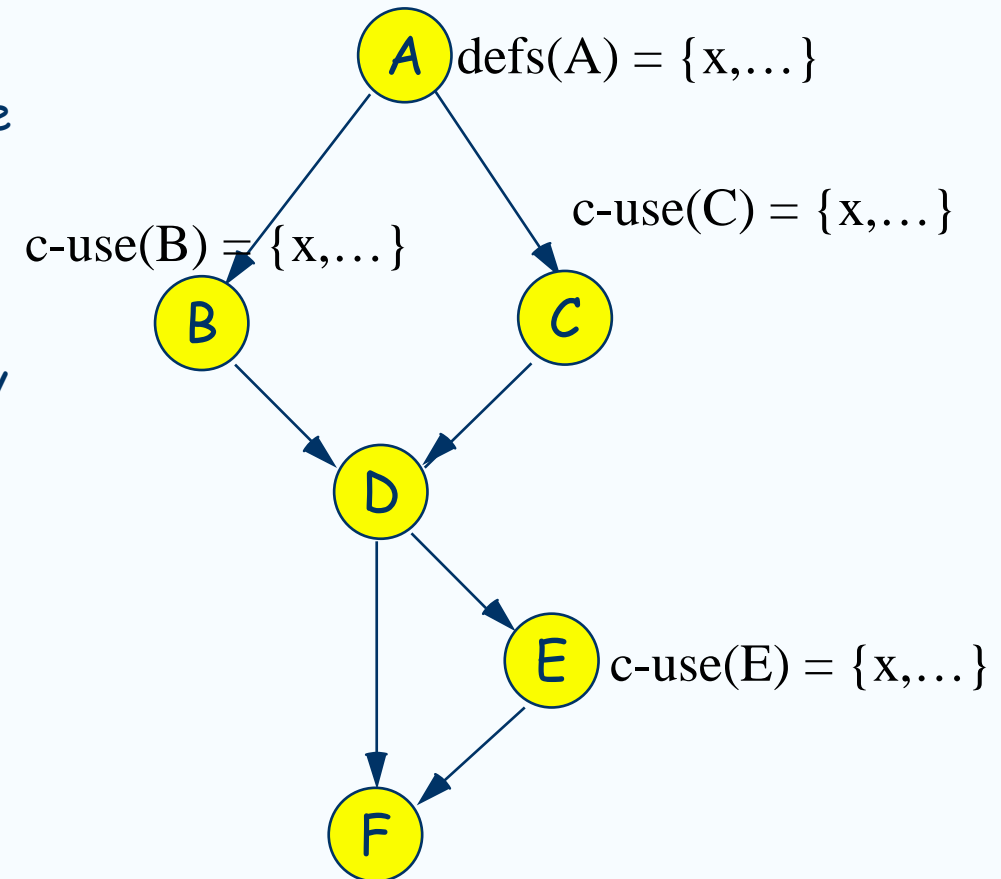 A defs(A) = {x,…}
c-use(C) = {x,…}
c-use(B) = {x,…}
B
C
D
E c-use(E) = {x,…}
F